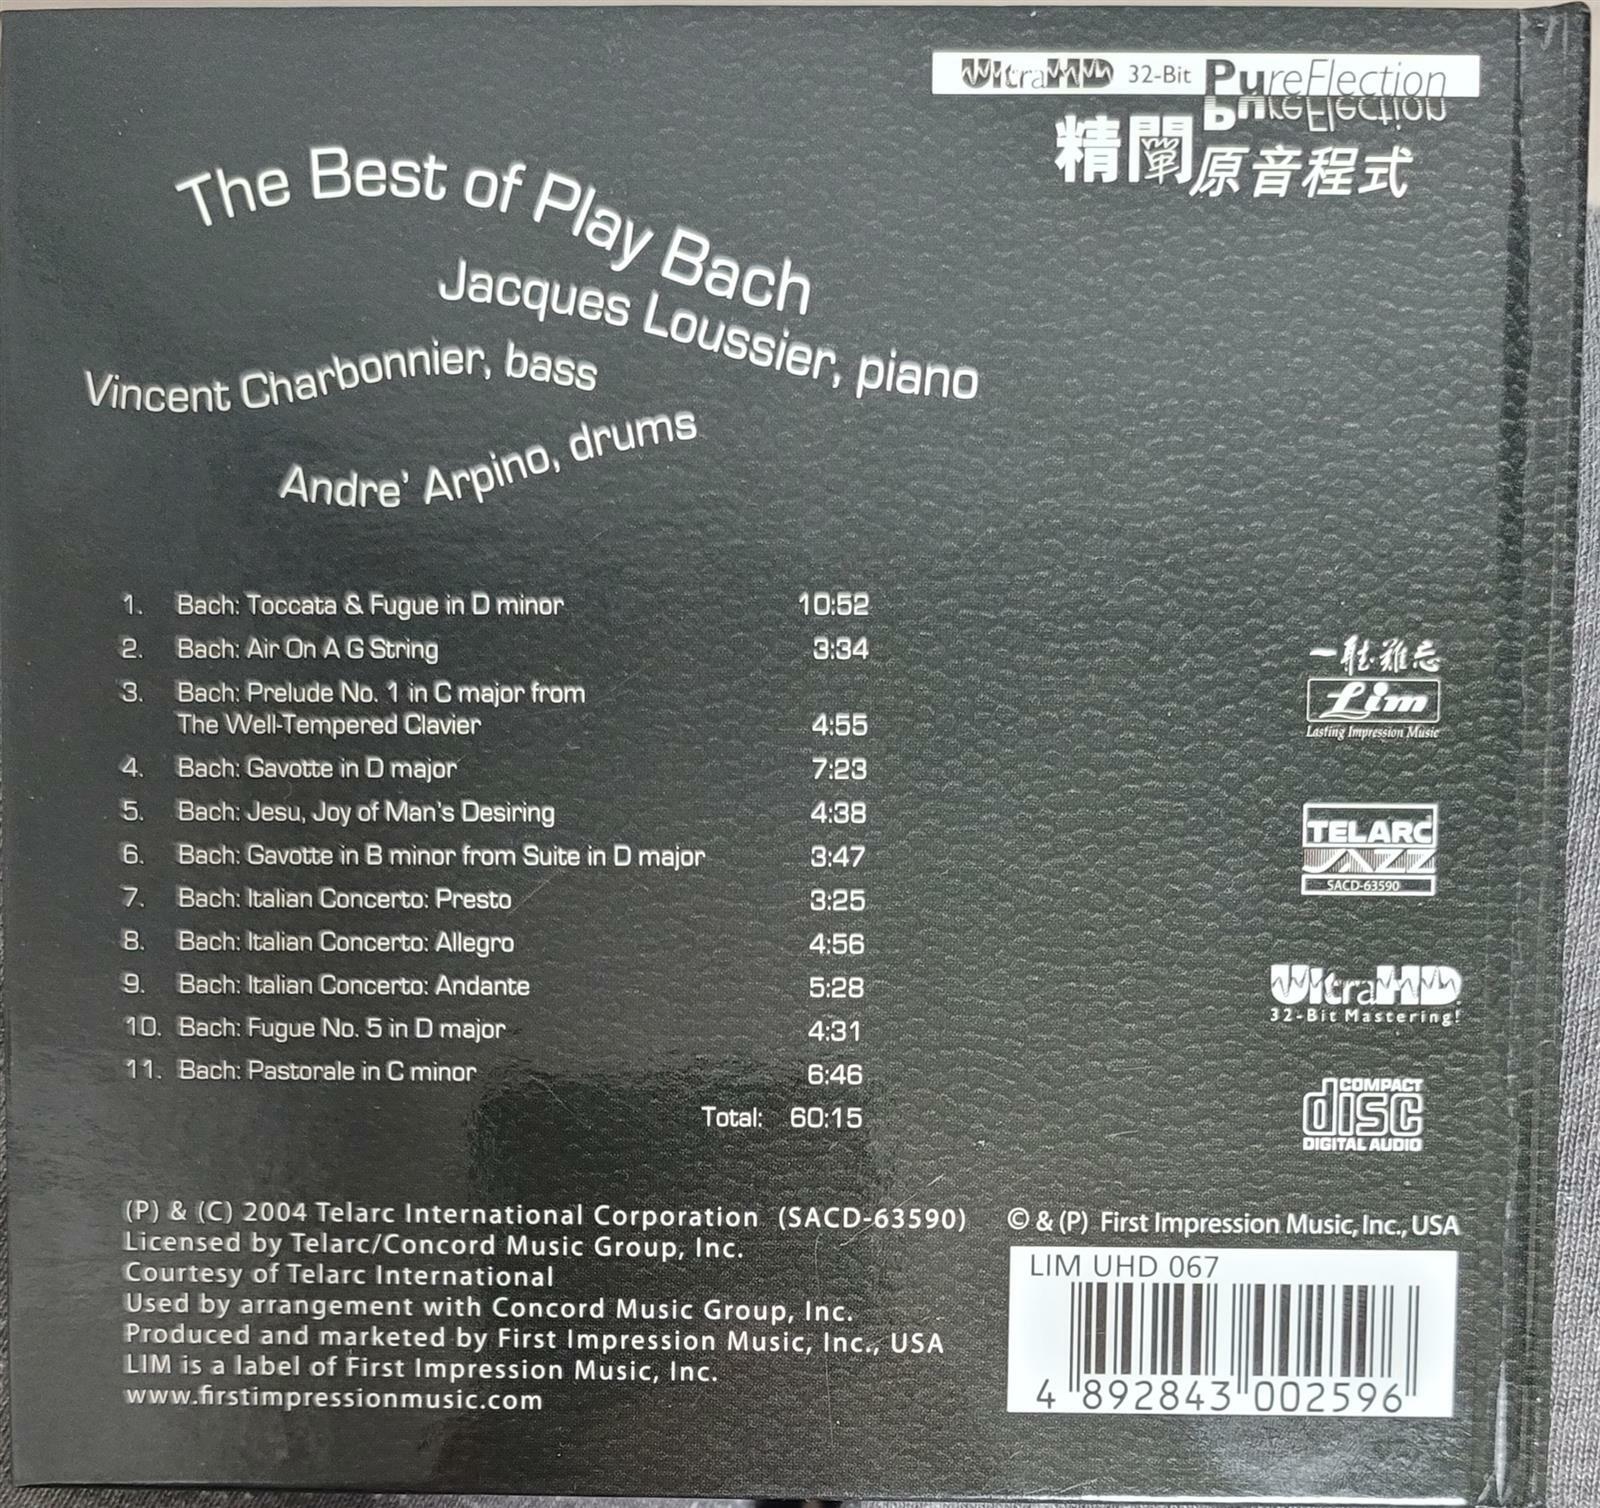 UltraHD 32-Bit PureFlection
PureFlection
精闡原音程式
The Best of Play Bach
Jacques Loussier, piano
Vincent Charbonnier, bass
Andre' Arpino, drums
1. Bach: Toccata & Fugue in D minor 10:52
2. Bach: Air On A G String 3:34
3. Bach: Prelude No. 1 in C major from
The Well-Tempered Clavier 4:55
4. Bach: Gavotte in D major 7:23
5. Bach: Jesu, Joy of Man's Desiring 4:38
6. Bach: Gavotte in B minor from Suite in D major 3:47
7. Bach: Italian Concerto: Presto 3:25
8. Bach: Italian Concerto: Allegro 4:56
9. Bach: Italian Concerto: Andante 5:28
10. Bach: Fugue No. 5 in D major 4:31
11. Bach: Pastorale in C minor 6:46
Total: 60:15
一聽難忘
Lim
Lasting Impression Music
TELARC
JAZZ
SACD-63590
UltraHD
32-Bit Mastering!
COMPACT
disc
DIGITAL AUDIO
(P) & (C) 2004 Telarc International Corporation (SACD-63590)
Licensed by Telarc/Concord Music Group, Inc.
Courtesy of Telarc International
Used by arrangement with Concord Music Group, Inc.
Produced and marketed by First Impression Music, Inc., USA
LIM is a label of First Impression Music, Inc.
www.firstimpressionmusic.com
© & (P) First Impression Music, Inc., USA
LIM UHD 067
4 892843 002596